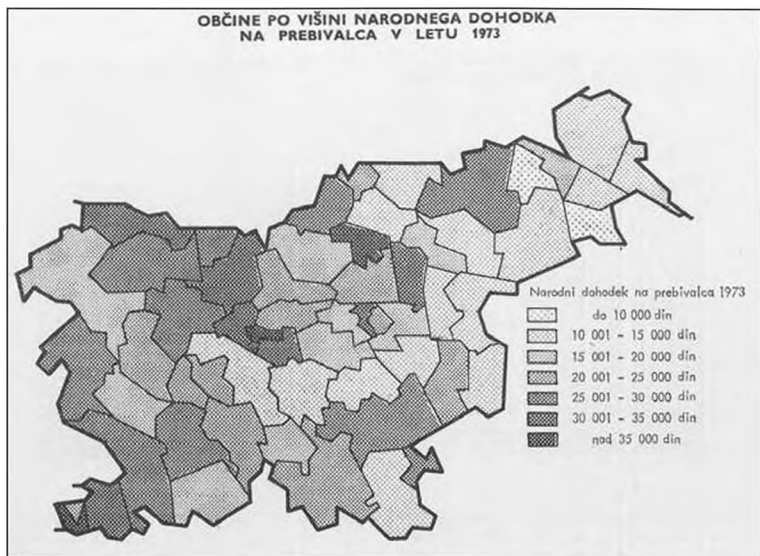 OBČINE PO VIŠINI NARODNEGA DOHODKA
NA PREBIVALCA V LETU 1973
Narodni dohodek na prebivalca 1973
do 10 000 din
10 001 - 15 000 din
15 001 - 20 000 din
20 001 - 25 000 din
25 001 - 30 000 din
30 001 - 35 000 din
nad 35 000 din